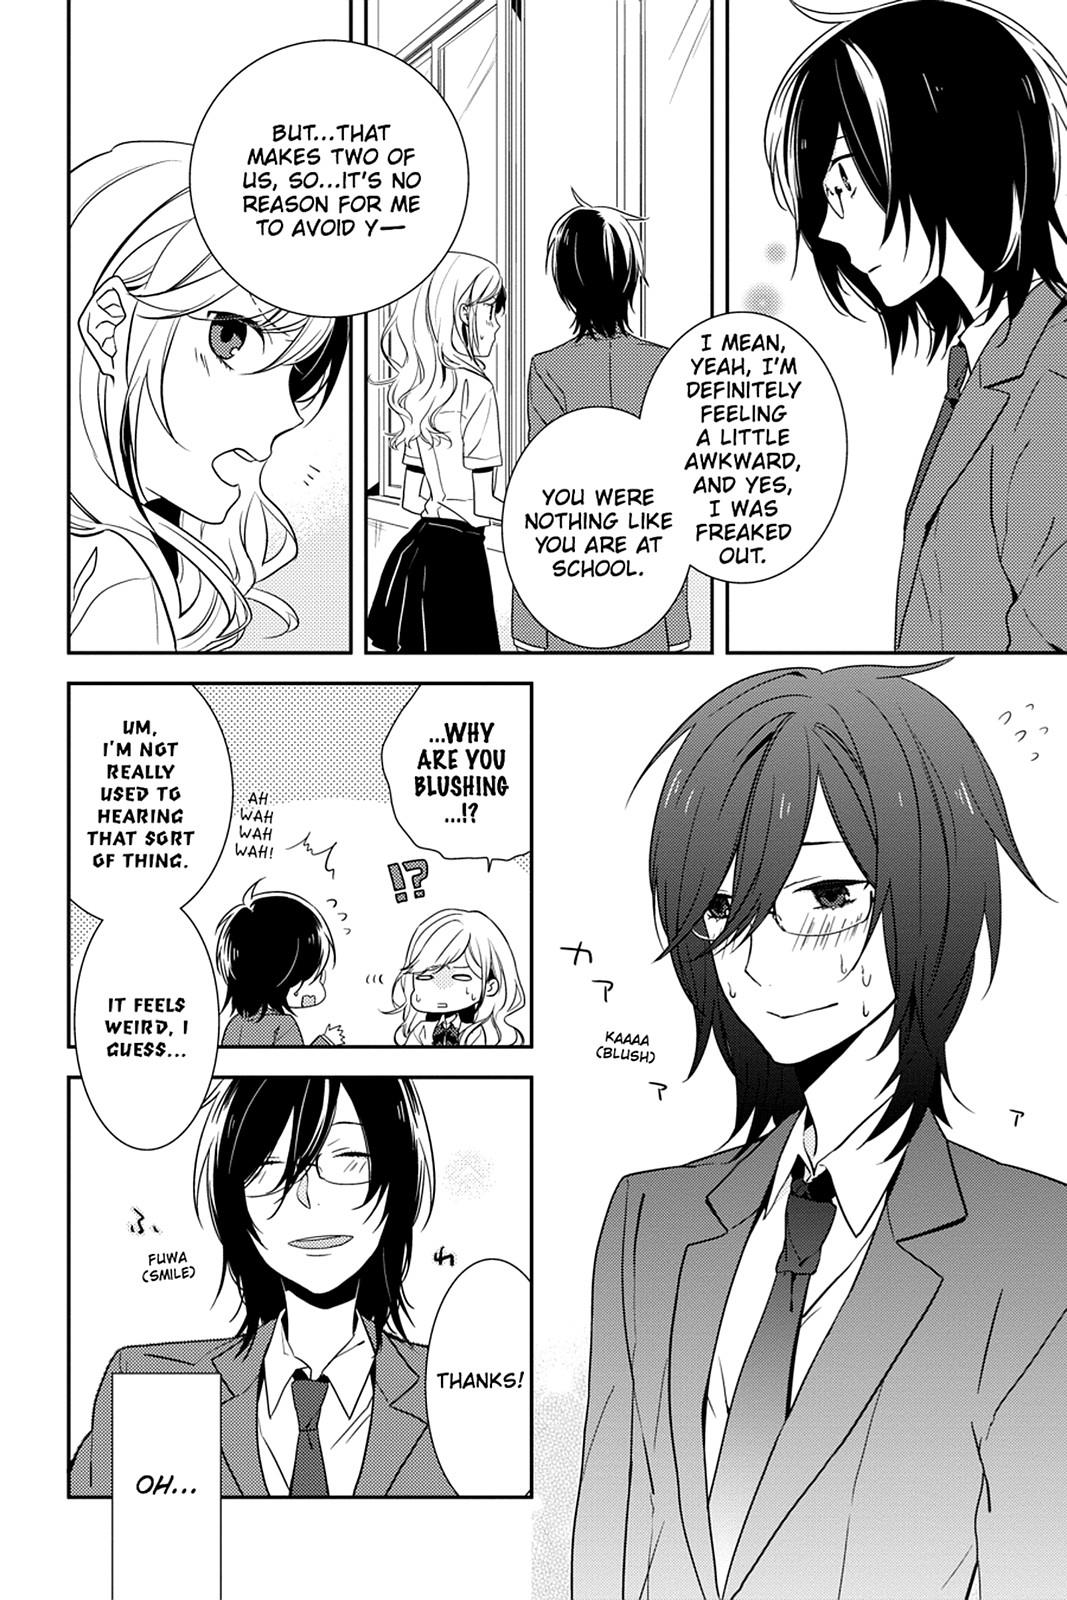 I MEAN,
YEAH, I'M
DEFINITELY
FEELING
A LITTLE
AWKWARD,
AND YES,
I WAS
FREAKED
OUT.
YOU WERE
NOTHING LIKE
YOU ARE AT
SCHOOL.
BUT...THAT
MAKES TWO OF
US, SO...IT'S NO
REASON FOR ME
TO AVOID Y—
カァァァ
KAAAA
(BLUSH)
...WHY
ARE YOU
BLUSHING
...!?
!?
AH
WAH
WAH
WAH!
UM,
I'M NOT
REALLY
USED TO
HEARING
THAT SORT
OF THING.
IT FEELS
WEIRD, I
GUESS...
ふわ
FUWA
(SMILE)
THANKS!
OH...